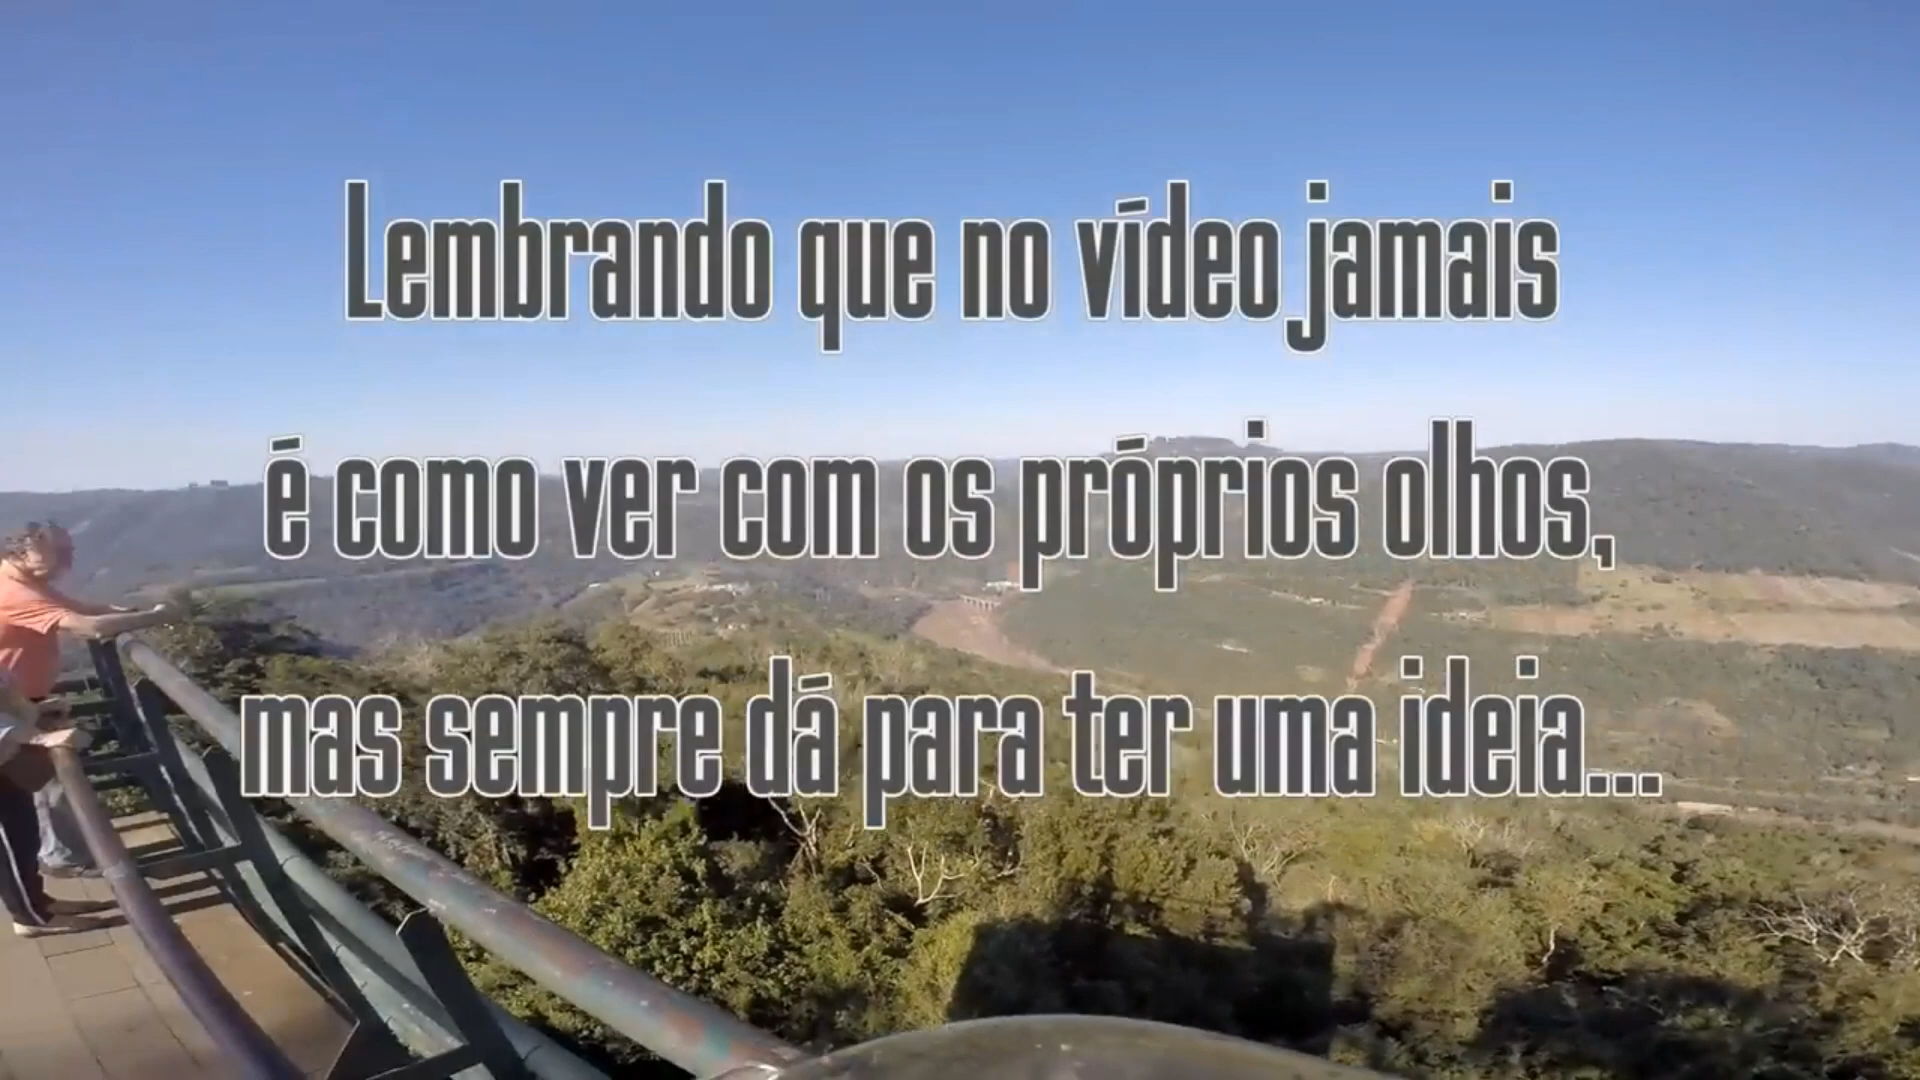 Lembrando que no vídeo jamais
é como ver com os próprios olhos,
mas sempre dá para ter uma ideia...